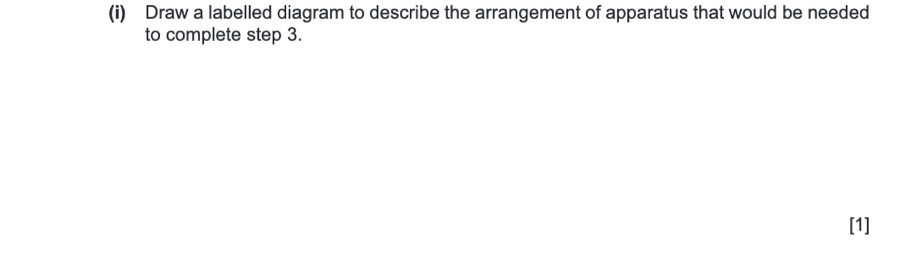 (i) Draw a labelled diagram to describe the arrangement of apparatus that would be needed
to complete step 3.
[1]